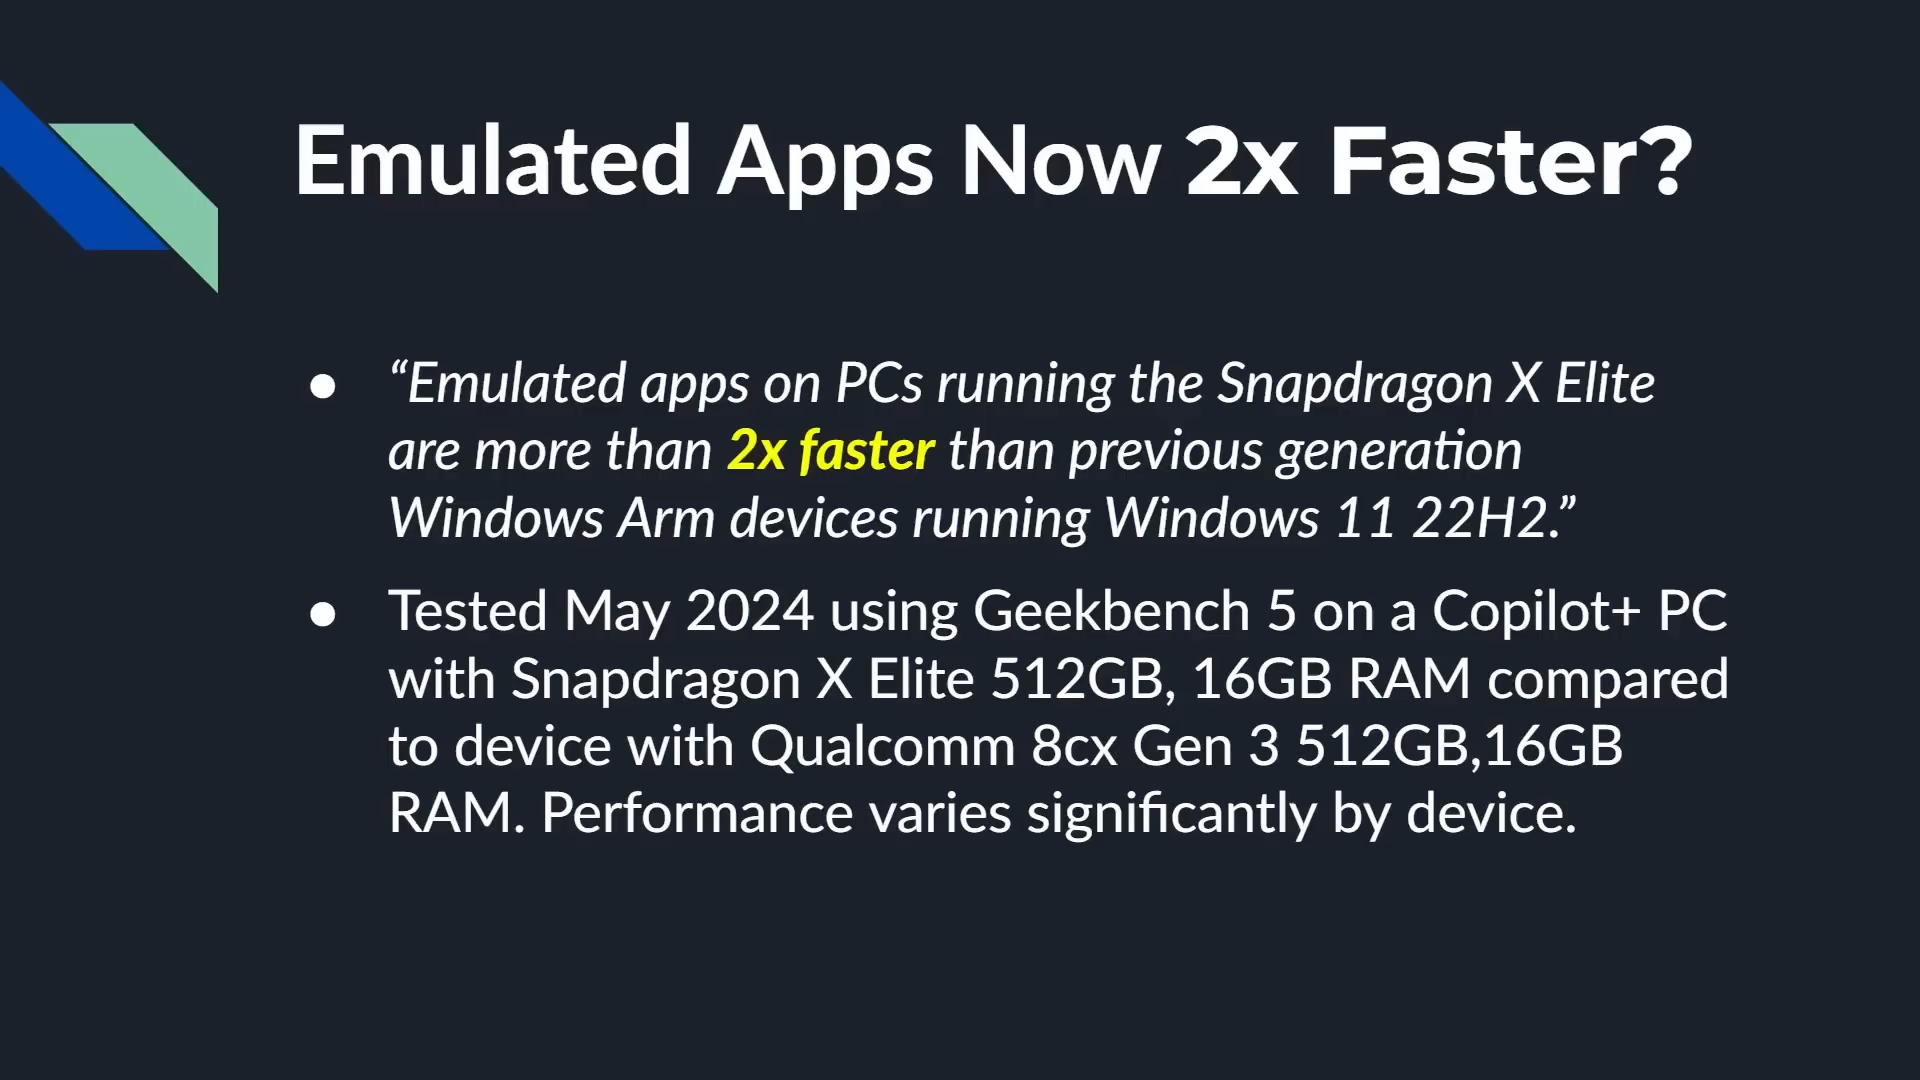 Emulated Apps Now 2x Faster?
● “Emulated apps on PCs running the Snapdragon X Elite
are more than 2x faster than previous generation
Windows Arm devices running Windows 11 22H2.”
● Tested May 2024 using Geekbench 5 on a Copilot+ PC
with Snapdragon X Elite 512GB, 16GB RAM compared
to device with Qualcomm 8cx Gen 3 512GB,16GB
RAM. Performance varies significantly by device.